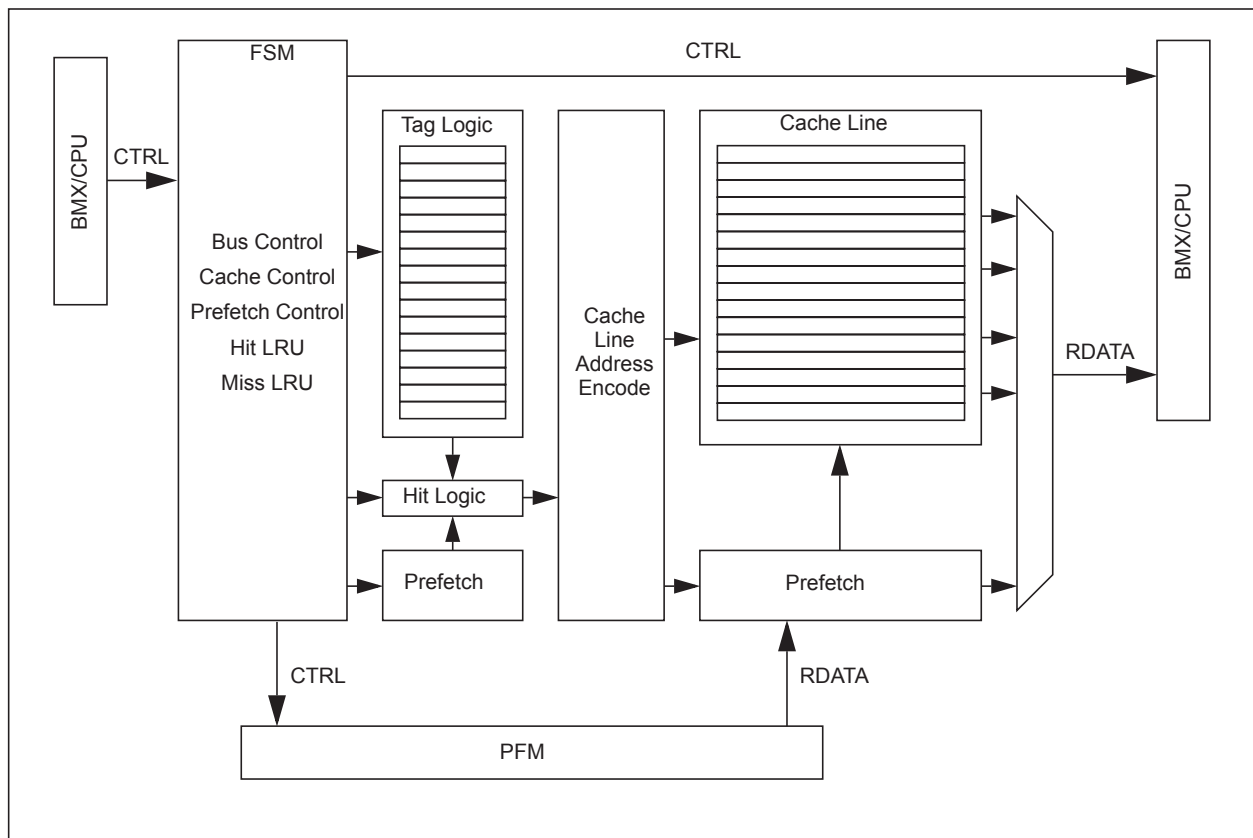 FSM
CTRL
BMX/CPU
CTRL
Tag Logic
Cache Line
BMX/CPU
Bus Control
Cache Control
Prefetch Control
Hit LRU
Miss LRU
Cache
Line
Address
Encode
RDATA
Hit Logic
Prefetch
Prefetch
CTRL
RDATA
PFM